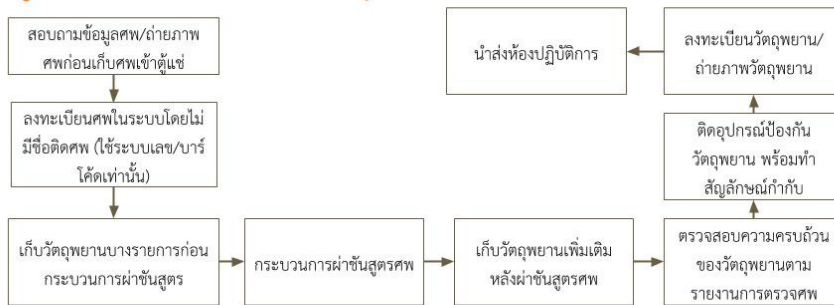 สอบถามข้อมูลศพ/ถ่ายภาพ
ศพก่อนเก็บศพเข้าตู้แช่
ลงทะเบียนศพในระบบโดยไม่
มีชื่อติดศพ (ใช้ระบบเลข/บาร์
โค้ดเท่านั้น)
เก็บวัตถุพยานบางรายการก่อน
กระบวนการผ่าชันสูตร
กระบวนการผ่าชันสูตรศพ
เก็บวัตถุพยานเพิ่มเติม
หลังผ่าชันสูตรศพ
ตรวจสอบความครบถ้วน
ของวัตถุพยานตาม
รายงานการตรวจศพ
ติดอุปกรณ์ป้องกัน
วัตถุพยาน พร้อมทำ
สัญลักษณ์กำกับ
ลงทะเบียนวัตถุพยาน/
ถ่ายภาพวัตถุพยาน
นำส่งห้องปฏิบัติการ